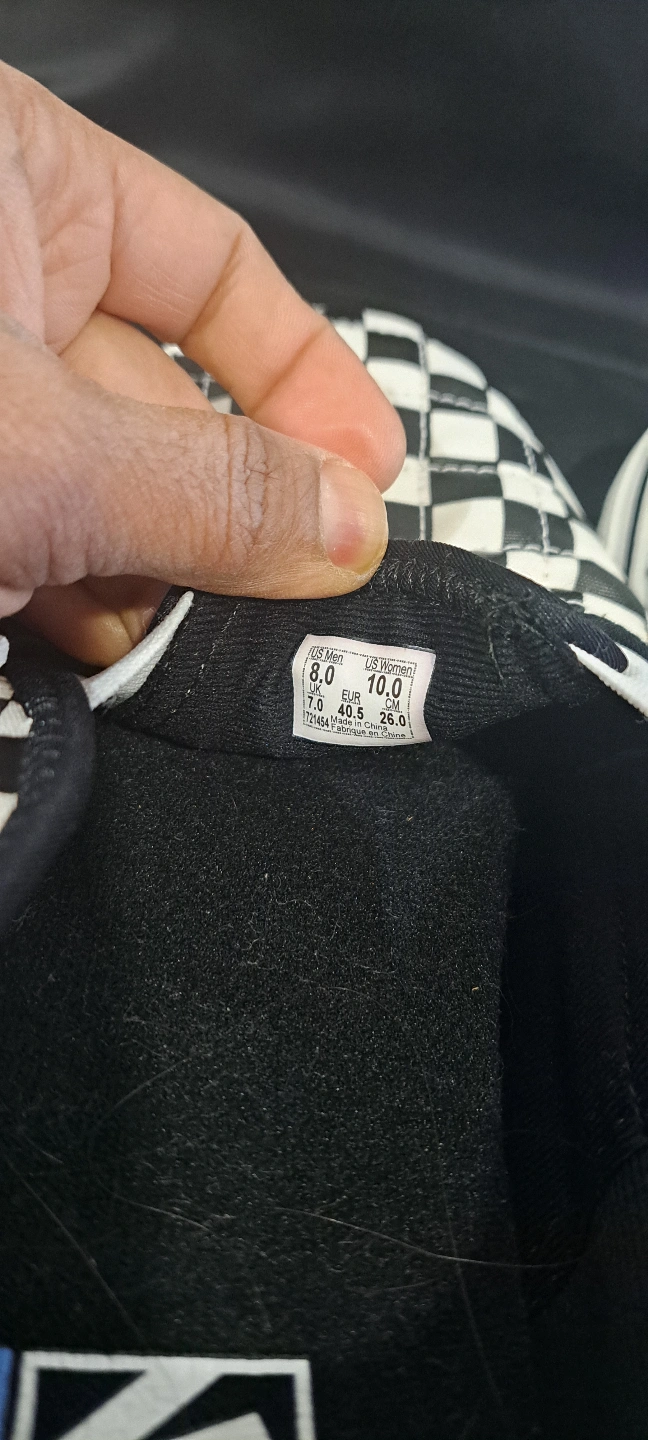 US Men US Women
8.0 10.0
UK EUR CM
7.0 40.5 26.0
721454 Made in China
Fabrique en Chine